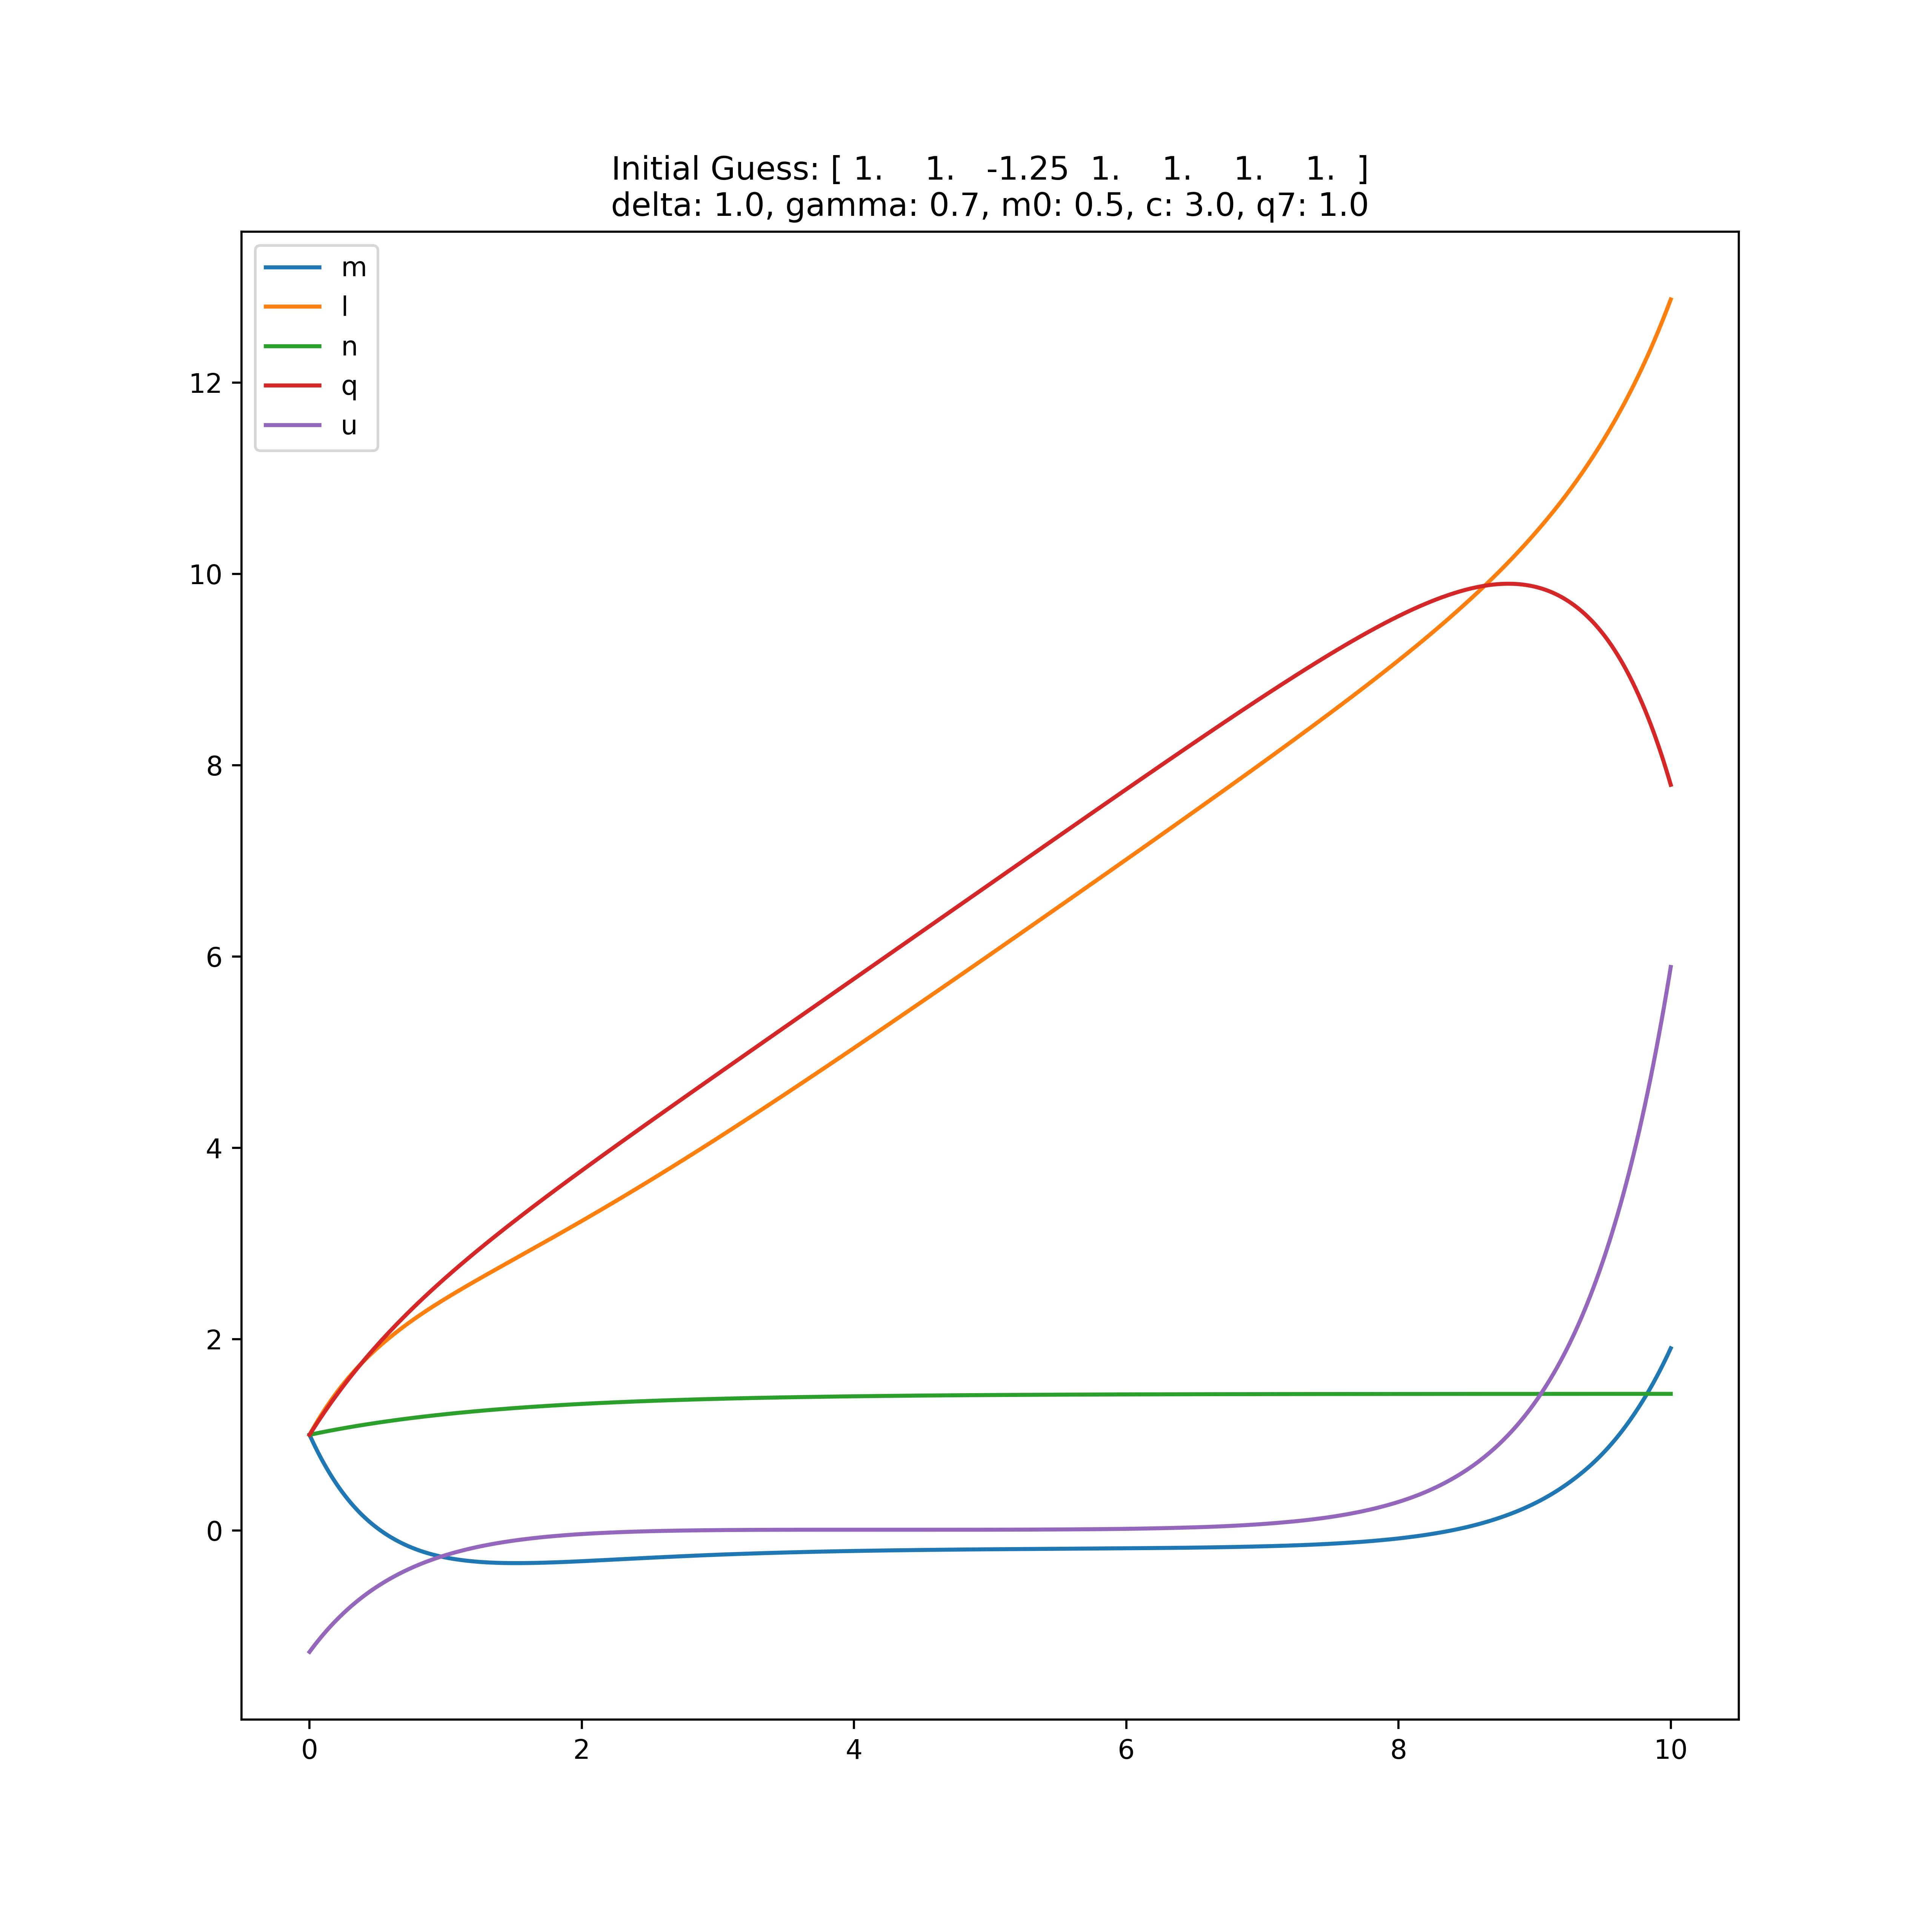 Initial Guess: [ 1. 1. -1.25 1. 1. 1. 1. ]
delta: 1.0, gamma: 0.7, m0: 0.5, c: 3.0, q7: 1.0
m
l
n
q
u
12
10
8
6
4
2
0
0 2 4 6 8 10